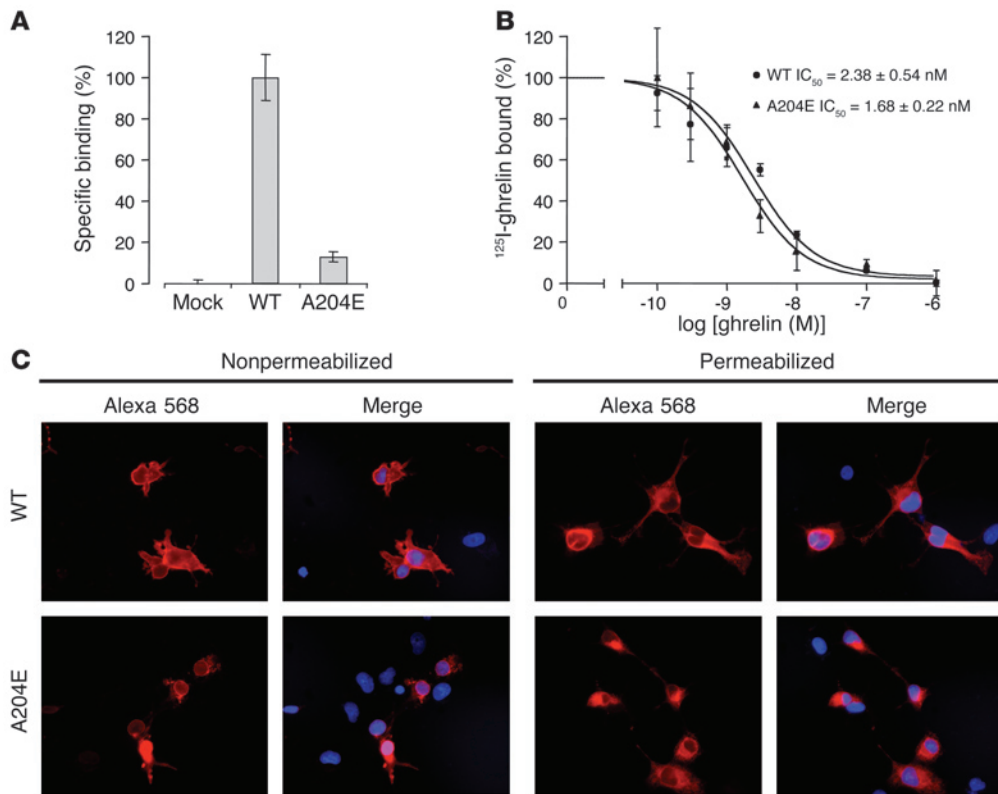 A
Specific binding (%)
120
100
80
60
40
20
0
Mock WT A204E
B
¹²⁵I-ghrelin bound (%)
120
100
80
60
40
20
0
WT IC₅₀ = 2.38 ± 0.54 nM
A204E IC₅₀ = 1.68 ± 0.22 nM
0 -10 -9 -8 -7 -6
log [ghrelin (M)]
C
Nonpermeabilized Permeabilized
Alexa 568 Merge Alexa 568 Merge
WT
A204E